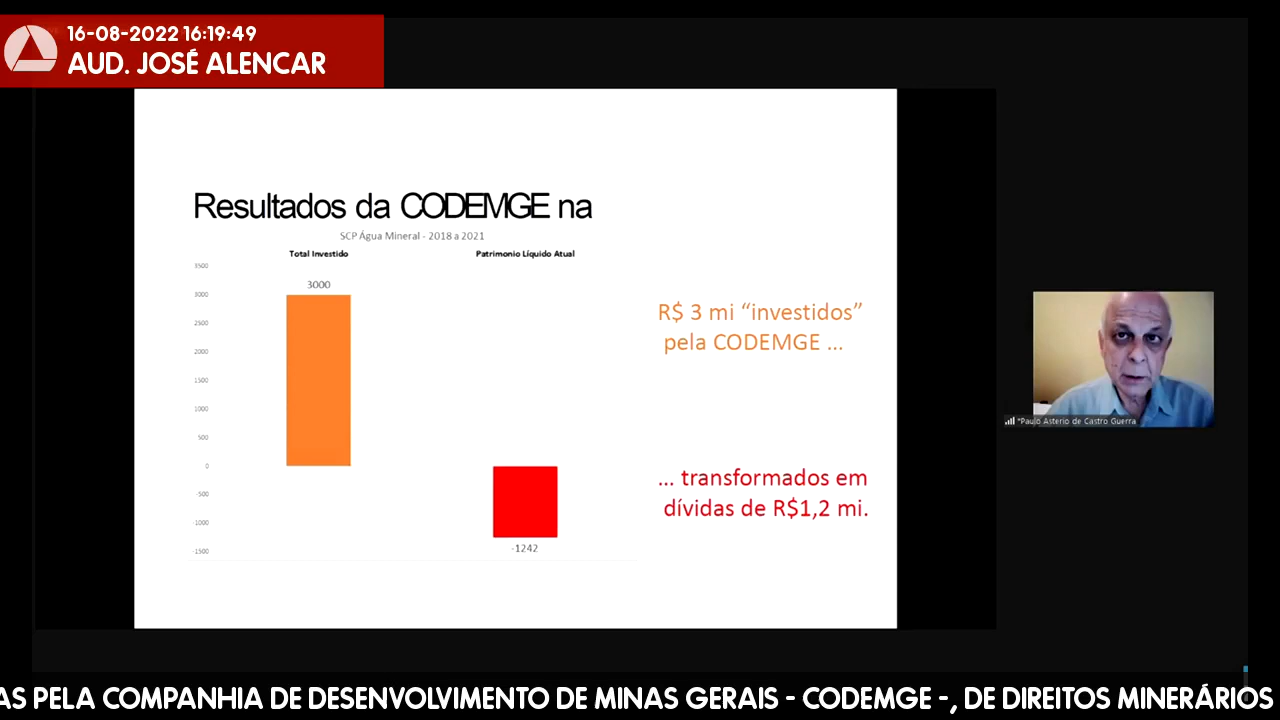 16-08-2022 16:19:49
AUD. JOSÉ ALENCAR
Resultados da CODEMGE na
SCP Água Mineral - 2018 a 2021
Total Investido
Patrimonio Líquido Atual
3500
3000
3000
2500
2000
1500
1000
500
0
-500
-1000
-1500
-1242
R$ 3 mi “investidos”
pela CODEMGE ...
... transformados em
dívidas de R$1,2 mi.
*Paulo Asterio de Castro Guerra
AS PELA COMPANHIA DE DESENVOLVIMENTO DE MINAS GERAIS - CODEMGE -, DE DIREITOS MINERÁRIOS